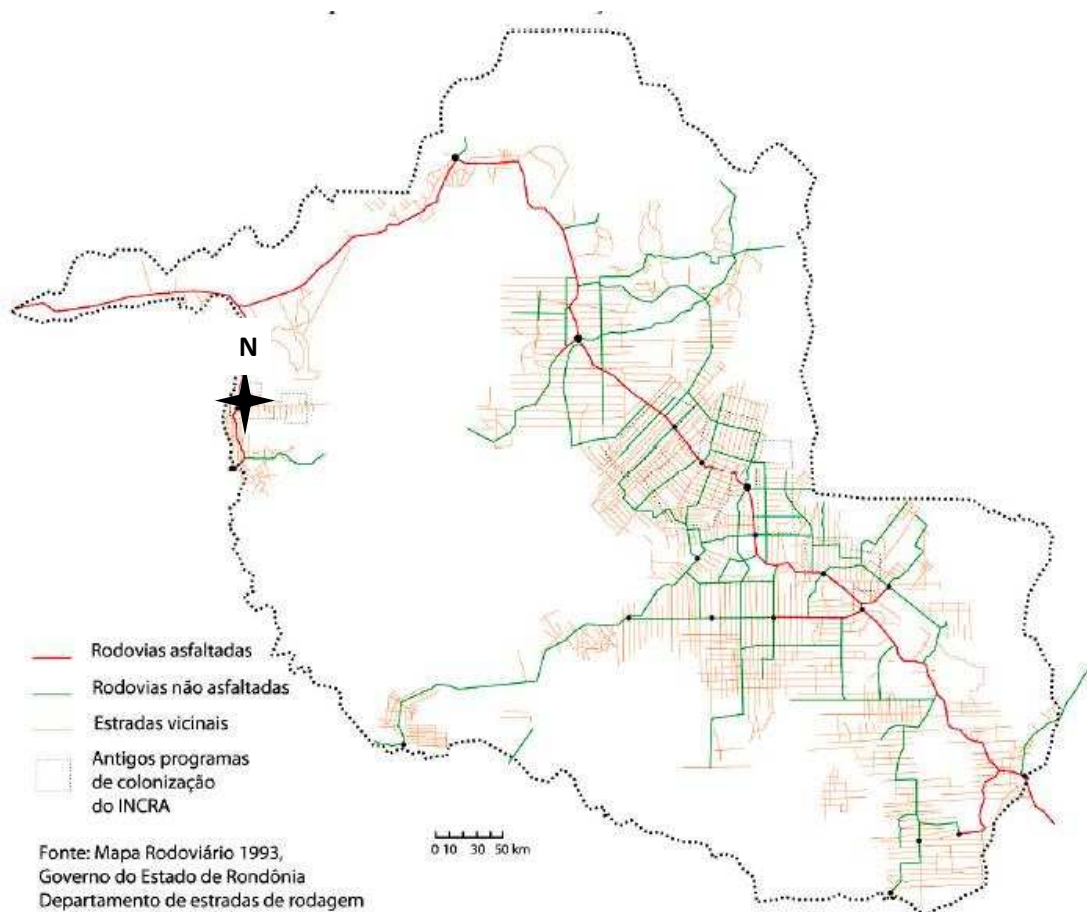 N
Rodovias asfaltadas
Rodovias não asfaltadas
Estradas vicinais
Antigos programas
de colonização
do INCRA
0 10 30 50 km
Fonte: Mapa Rodoviário 1993,
Governo do Estado de Rondônia
Departamento de estradas de rodagem